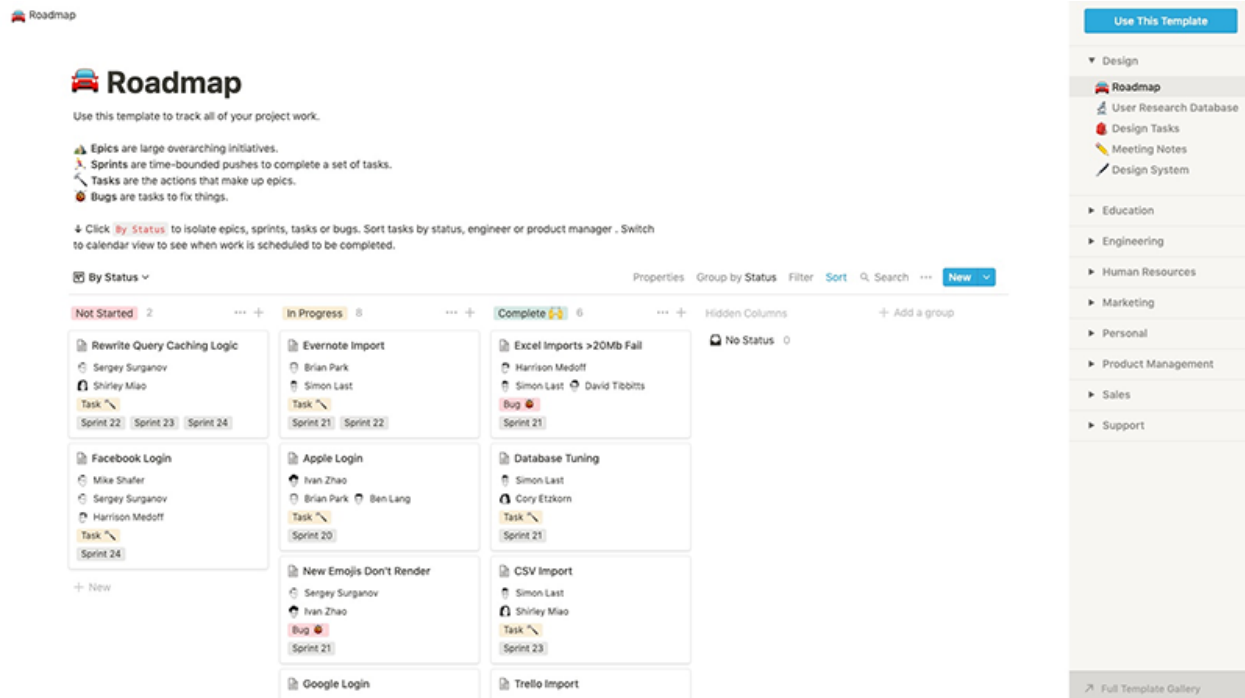 Roadmap
Use This Template
Design
Roadmap
User Research Database
Design Tasks
Meeting Notes
Design System
Education
Engineering
Human Resources
Marketing
Personal
Product Management
Sales
Support
Full Template Gallery
Roadmap
Use this template to track all of your project work.
Epics are large overarching initiatives.
Sprints are time-bounded pushes to complete a set of tasks.
Tasks are the actions that make up epics.
Bugs are tasks to fix things.
↓ Click By Status to isolate epics, sprints, tasks or bugs. Sort tasks by status, engineer or product manager . Switch
to calendar view to see when work is scheduled to be completed.
By Status
Properties Group by Status Filter Sort Search ··· New
Not Started 2 ··· +
Rewrite Query Caching Logic
Sergey Surganov
Shirley Miao
Task
Sprint 22 Sprint 23 Sprint 24
Facebook Login
Mike Shafer
Sergey Surganov
Harrison Medoff
Task
Sprint 24
+ New
In Progress 8 ··· +
Evernote Import
Brian Park
Simon Last
Task
Sprint 21 Sprint 22
Apple Login
Ivan Zhao
Brian Park Ben Lang
Task
Sprint 20
New Emojis Don't Render
Sergey Surganov
Ivan Zhao
Bug
Sprint 21
Google Login
Complete 6 ··· +
Excel Imports >20Mb Fail
Harrison Medoff
Simon Last David Tibbitts
Bug
Sprint 21
Database Tuning
Simon Last
Cory Etzkorn
Task
Sprint 21
CSV Import
Simon Last
Shirley Miao
Task
Sprint 23
Trello Import
Hidden Columns
No Status 0
+ Add a group